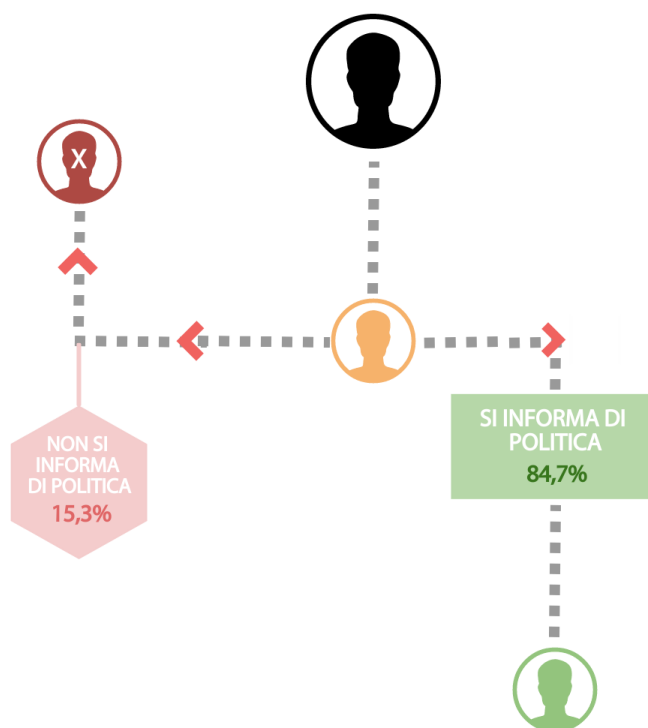 X
SI INFORMA DI
POLITICA
84,7%
NON SI
INFORMA
DI POLITICA
15,3%